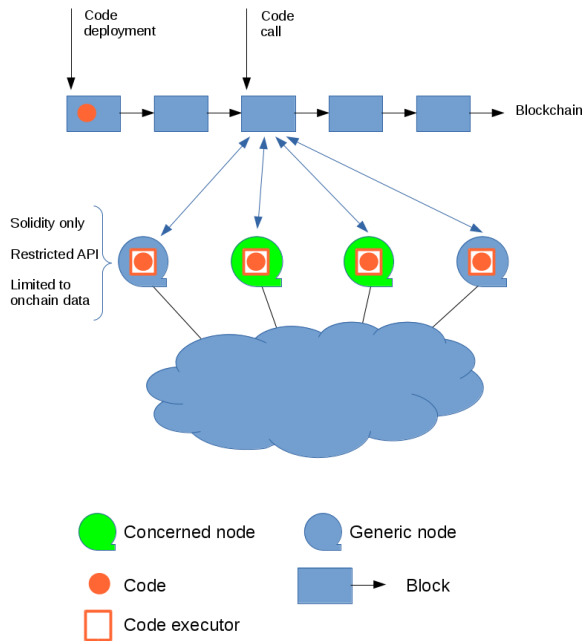 Code
deployment
Code
call
Blockchain
Solidity only
Restricted API
Limited to
onchain data
Concerned node
Generic node
Code
Block
Code executor